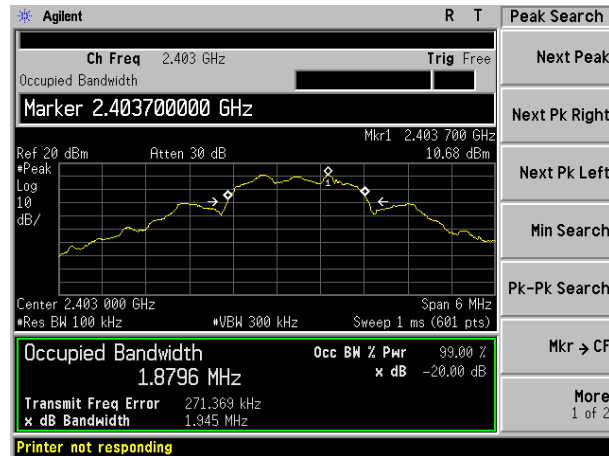 Agilent R T Peak Search
Ch Freq 2.403 GHz Trig Free
Occupied Bandwidth
Marker 2.403700000 GHz
Mkr1 2.403 700 GHz
Ref 20 dBm Atten 30 dB 10.68 dBm
#Peak
Log
10
dB/
1
Center 2.403 000 GHz Span 6 MHz
#Res BW 100 kHz #VBW 300 kHz Sweep 1 ms (601 pts)
Occupied Bandwidth Occ BW % Pwr 99.00 %
1.8796 MHz x dB -20.00 dB
Transmit Freq Error 271.369 kHz
x dB Bandwidth 1.945 MHz
Printer not responding
Next Peak
Next Pk Right
Next Pk Left
Min Search
Pk-Pk Search
Mkr → CF
More
1 of 2